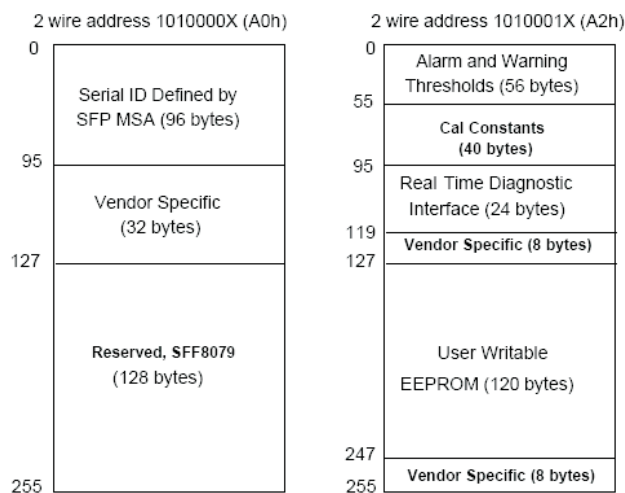 2 wire address 1010000X (A0h)
0
Serial ID Defined by
SFP MSA (96 bytes)
95
Vendor Specific
(32 bytes)
127
Reserved, SFF8079
(128 bytes)
255
2 wire address 1010001X (A2h)
0
Alarm and Warning
Thresholds (56 bytes)
55
Cal Constants
(40 bytes)
95
Real Time Diagnostic
Interface (24 bytes)
119
Vendor Specific (8 bytes)
127
User Writable
EEPROM (120 bytes)
247
Vendor Specific (8 bytes)
255